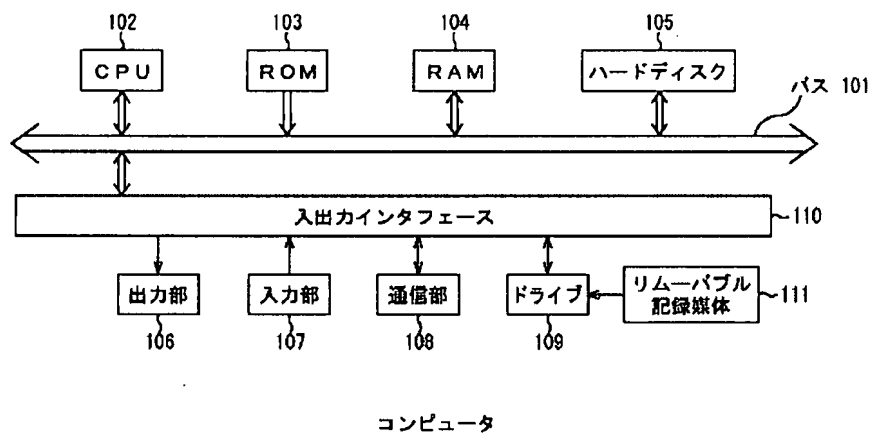 102 103 104 105
CPU ROM RAM ハードディスク
バス 101
入出力インタフェース 110
出力部 入力部 通信部 ドライブ リムーバブル
記録媒体 111
106 107 108 109
コンピュータ